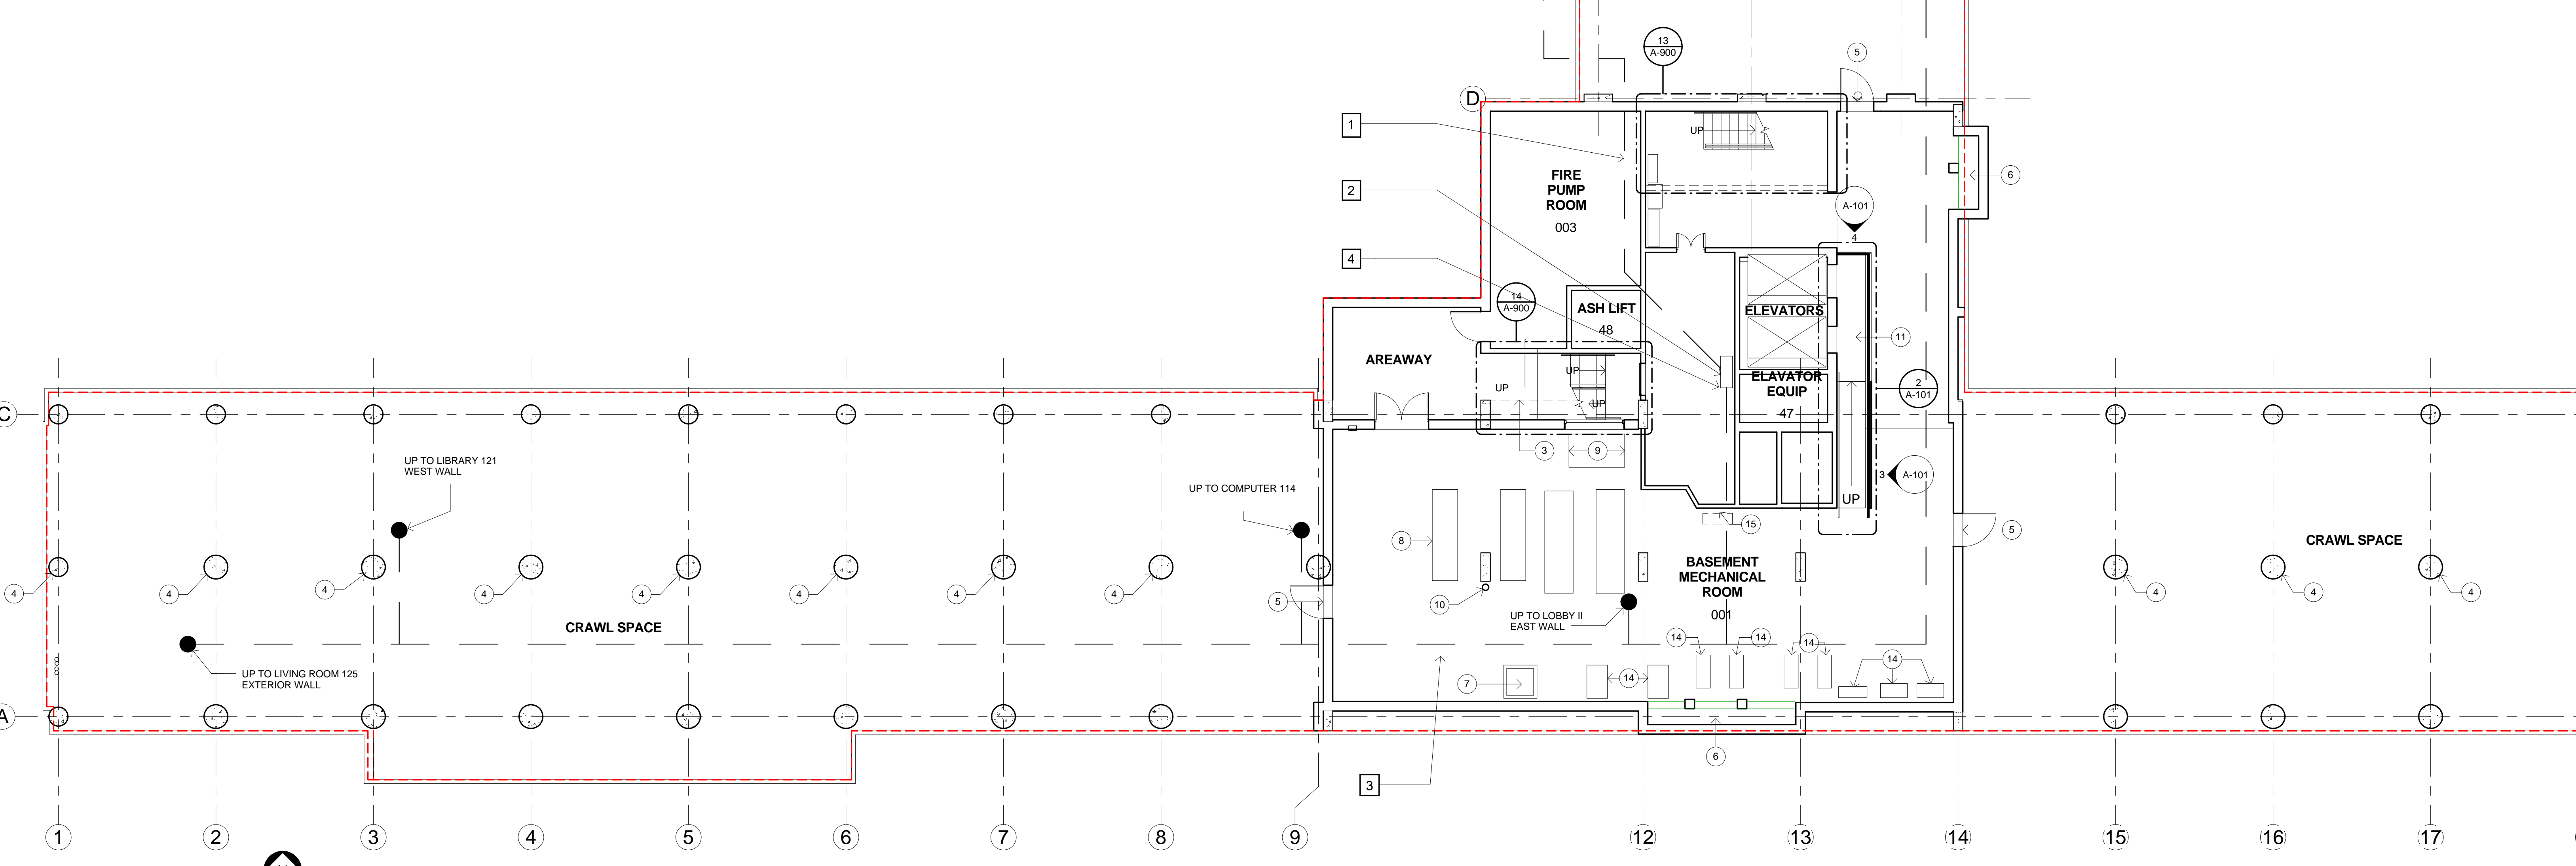 13
A-900
5
D
1
UP
FIRE
PUMP
ROOM
003
6
2
A-101
4
4
14
A-900
ASH LIFT
48
ELEVATORS
11
AREAWAY
UP
UP
UP
ELAVATOR
EQUIP
47
2
A-101
C
3
9
UP TO LIBRARY 121
WEST WALL
UP TO COMPUTER 114
3
A-101
UP
8
15
5
CRAWL SPACE
BASEMENT
MECHANICAL
ROOM
001
4
4
4
4
4
4
4
4
5
10
UP TO LOBBY II
EAST WALL
4
4
4
CRAWL SPACE
14
14
14
14
UP TO LIVING ROOM 125
EXTERIOR WALL
7
14
A
6
3
1
2
3
4
5
6
7
8
9
12
13
14
15
16
17